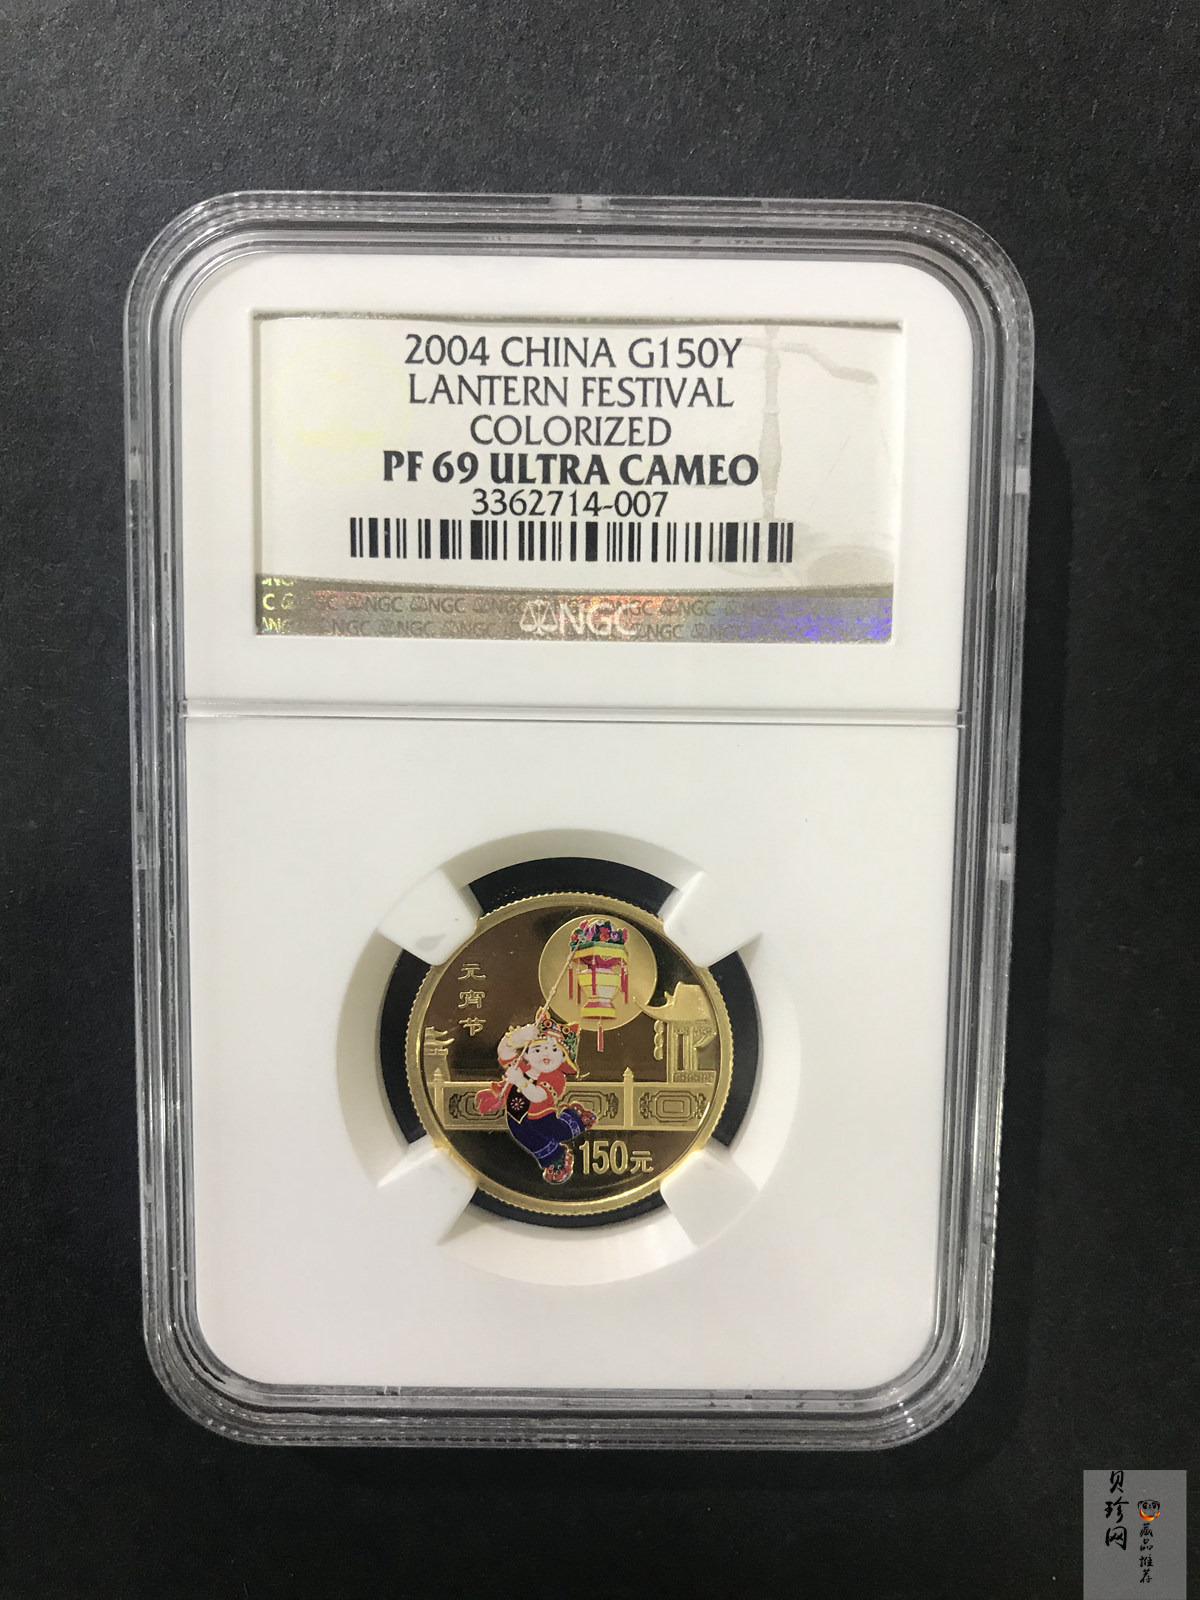 2004 CHINA G150Y
LANTERN FESTIVAL
COLORIZED
PF 69 ULTRA CAMEO
3362714-007
NGC
元宵节
150元
贝珍网
藏品推荐